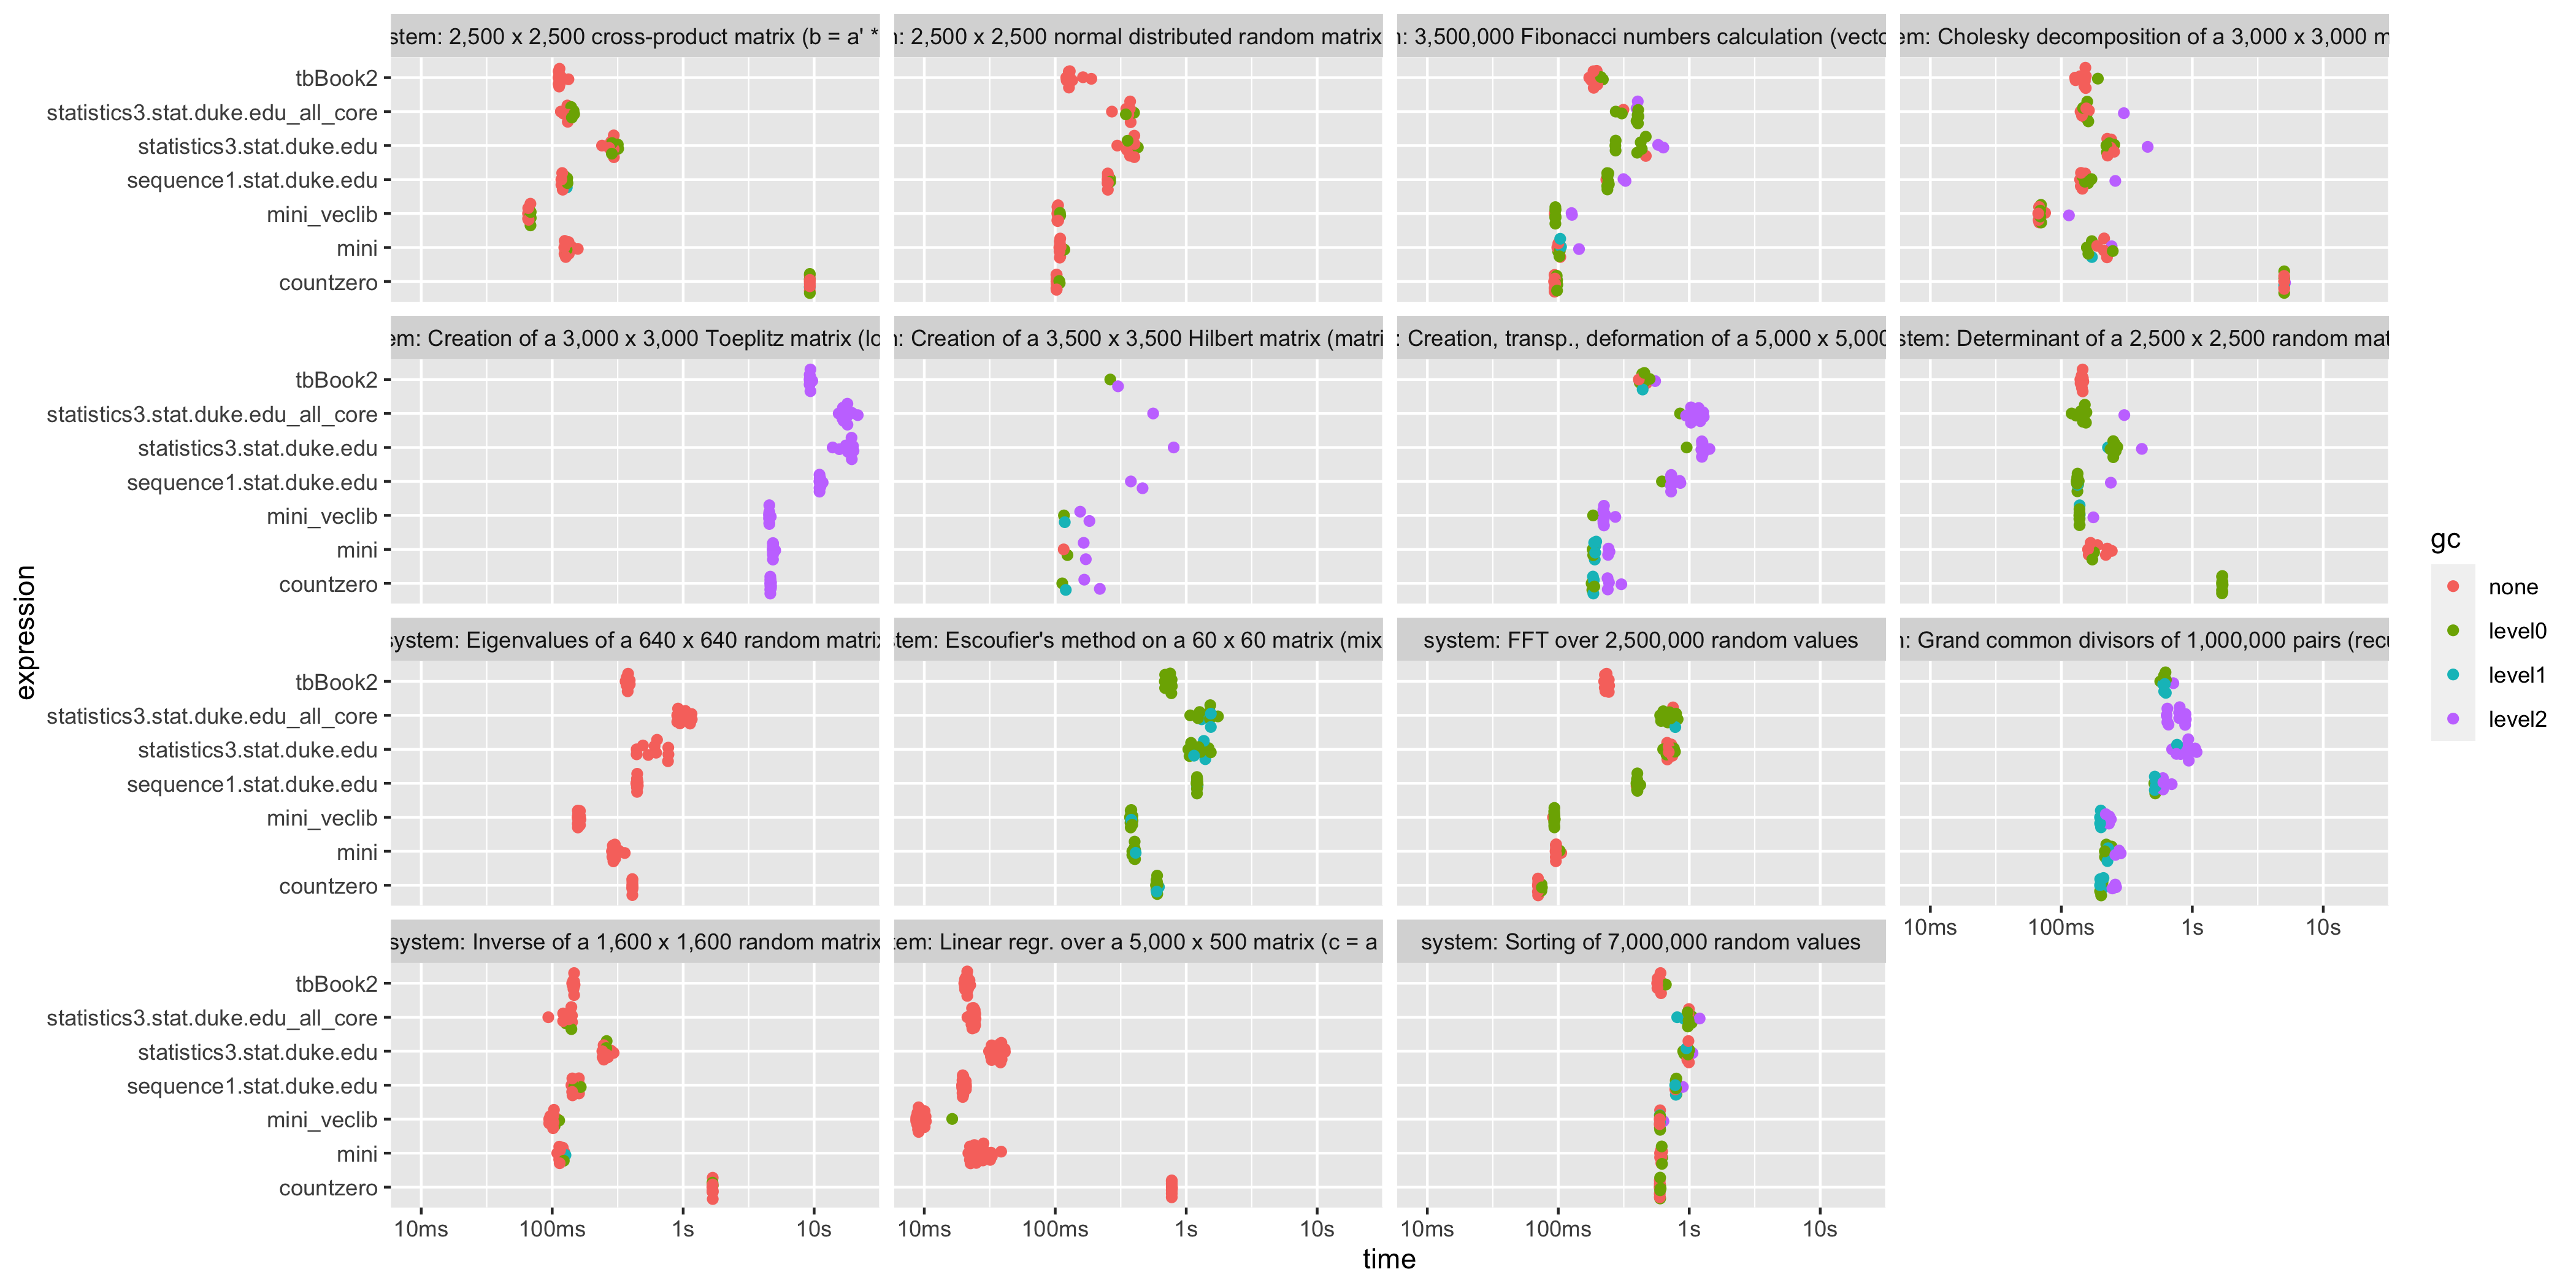 stem: 2,500 x 2,500 cross-product matrix (b = a' *
: 2,500 x 2,500 normal distributed random matrix
: 3,500,000 Fibonacci numbers calculation (vecto
em: Cholesky decomposition of a 3,000 x 3,000 m
tbBook2
statistics3.stat.duke.edu_all_core
statistics3.stat.duke.edu
sequence1.stat.duke.edu
mini_veclib
mini
countzero
em: Creation of a 3,000 x 3,000 Toeplitz matrix (lo
: Creation of a 3,500 x 3,500 Hilbert matrix (matri
: Creation, transp., deformation of a 5,000 x 5,000
stem: Determinant of a 2,500 x 2,500 random mat
tbBook2
statistics3.stat.duke.edu_all_core
statistics3.stat.duke.edu
sequence1.stat.duke.edu
mini_veclib
mini
countzero
expression
system: Eigenvalues of a 640 x 640 random matrix
tem: Escoufier's method on a 60 x 60 matrix (mix
system: FFT over 2,500,000 random values
: Grand common divisors of 1,000,000 pairs (recu
tbBook2
statistics3.stat.duke.edu_all_core
statistics3.stat.duke.edu
sequence1.stat.duke.edu
mini_veclib
mini
countzero
10ms 100ms 1s 10s
system: Inverse of a 1,600 x 1,600 random matrix
tem: Linear regr. over a 5,000 x 500 matrix (c = a
system: Sorting of 7,000,000 random values
tbBook2
statistics3.stat.duke.edu_all_core
statistics3.stat.duke.edu
sequence1.stat.duke.edu
mini_veclib
mini
countzero
10ms 100ms 1s 10s
10ms 100ms 1s 10s
10ms 100ms 1s 10s
time
gc
none
level0
level1
level2